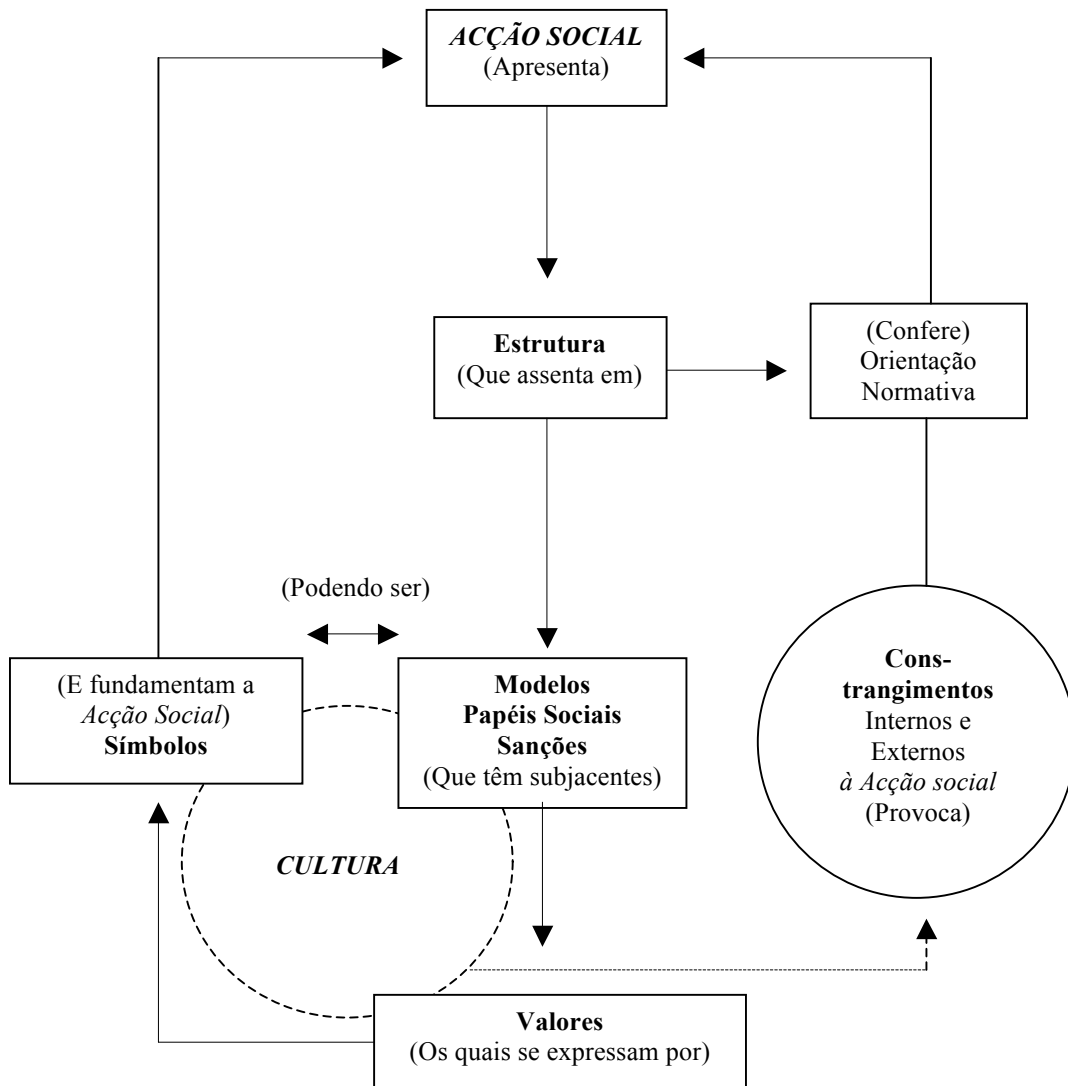 ACÇÃO SOCIAL
(Apresenta)
Estrutura
(Que assenta em)
(Confere)
Orientação
Normativa
(Podendo ser)
(E fundamentam a
Acção Social)
Símbolos
Modelos
Papéis Sociais
Sanções
(Que têm subjacentes)
Cons-
trangimentos
Internos e
Externos
à Acção social
(Provoca)
CULTURA
Valores
(Os quais se expressam por)